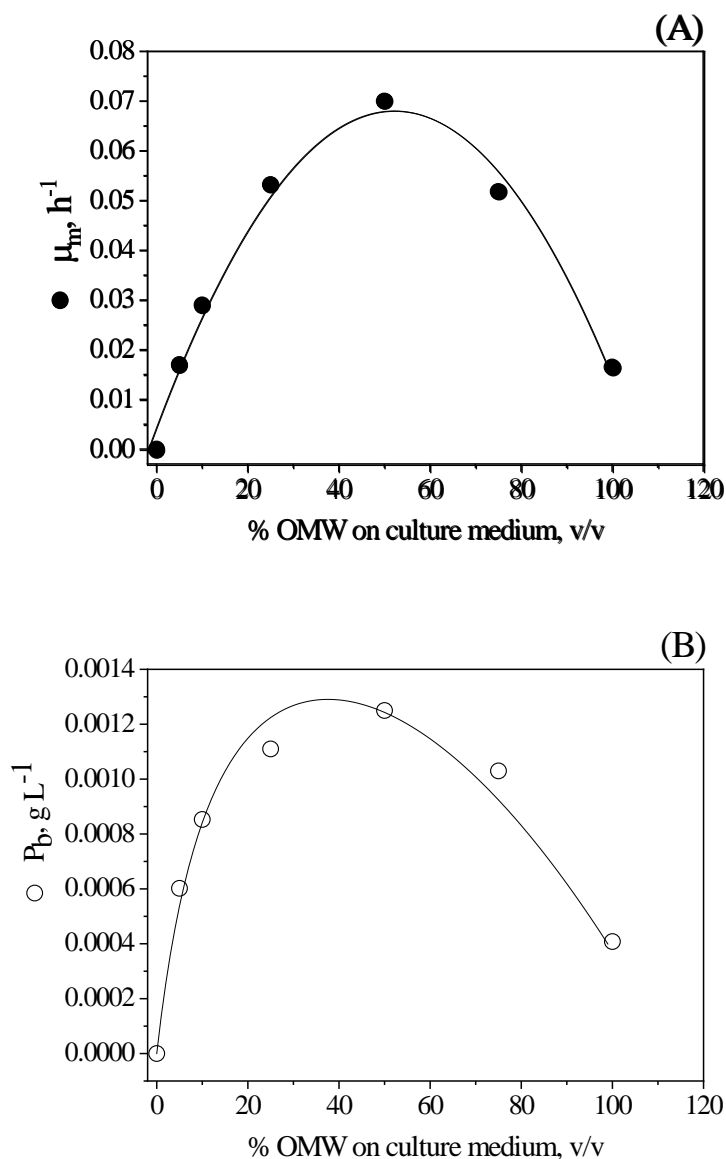 (A)
0.08
0.07
0.06
0.05
0.04
0.03
0.02
0.01
0.00
μm, h-1
0 20 40 60 80 100 120
% OMW on culture medium, v/v
(B)
0.0014
0.0012
0.0010
0.0008
0.0006
0.0004
0.0002
0.0000
Pb, g L-1
0 20 40 60 80 100 120
% OMW on culture medium, v/v